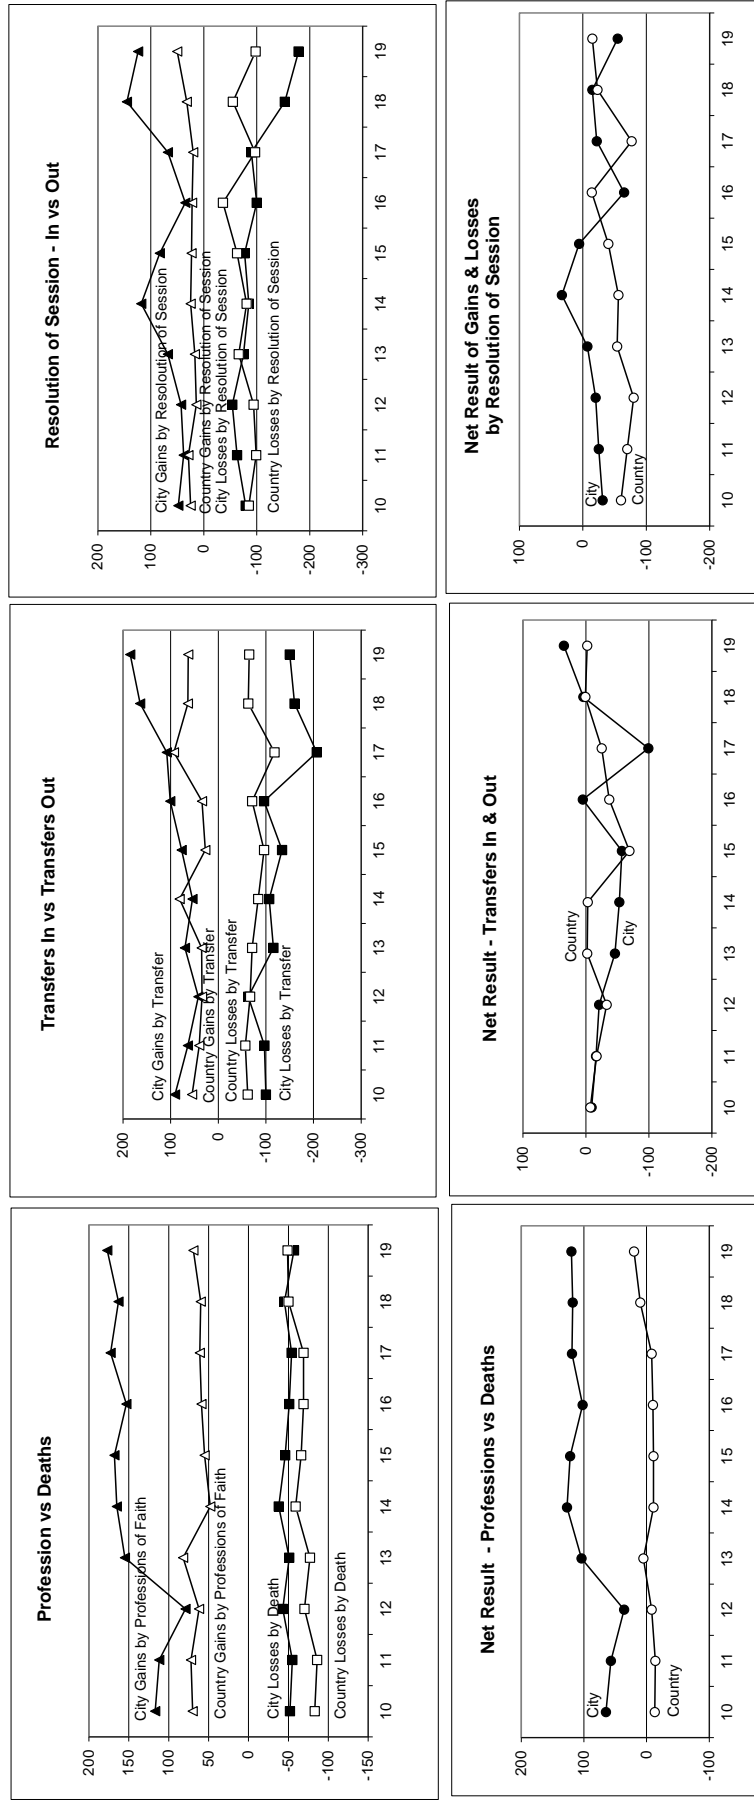 Profession vs Deaths
200
150
100
50
0
-50
-100
-150
City Gains by Professions of Faith
Country Gains by Professions of Faith
City Losses by Death
Country Losses by Death
10 11 12 13 14 15 16 17 18 19
Transfers In vs Transfers Out
200
100
0
-100
-200
-300
City Gains by Transfer
Country Gains by Transfer
Country Losses by Transfer
City Losses by Transfer
10 11 12 13 14 15 16 17 18 19
Resolution of Session - In vs Out
200
100
0
-100
-200
-300
City Gains by Resoloution of Session
Country Gains by Resolution of Session
City Losses by Resolution of Session
Country Losses by Resolution of Session
10 11 12 13 14 15 16 17 18 19
Net Result - Professions vs Deaths
200
100
0
-100
City
Country
10 11 12 13 14 15 16 17 18 19
Net Result - Transfers In & Out
100
0
-100
-200
Country
City
10 11 12 13 14 15 16 17 18 19
Net Result of Gains & Losses
by Resolution of Session
100
0
-100
-200
City
Country
10 11 12 13 14 15 16 17 18 19